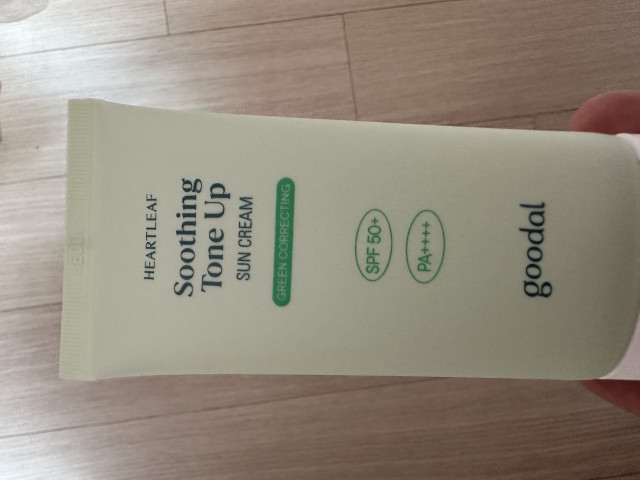 HEARTLEAF
Soothing
Tone Up
SUN CREAM
GREEN CORRECTING
SPF 50+
PA++++
goodal